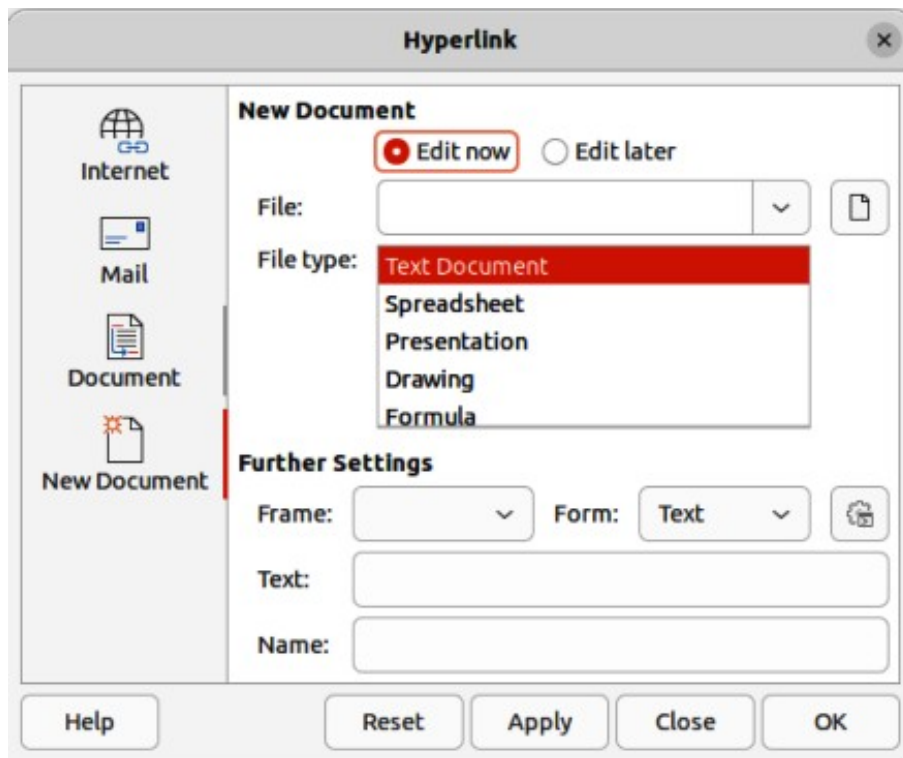 Hyperlink
Internet
Mail
Document
New Document
New Document
Edit now Edit later
File:
File type:
Text Document
Spreadsheet
Presentation
Drawing
Formula
Further Settings
Frame: Form: Text
Text:
Name:
Help Reset Apply Close OK